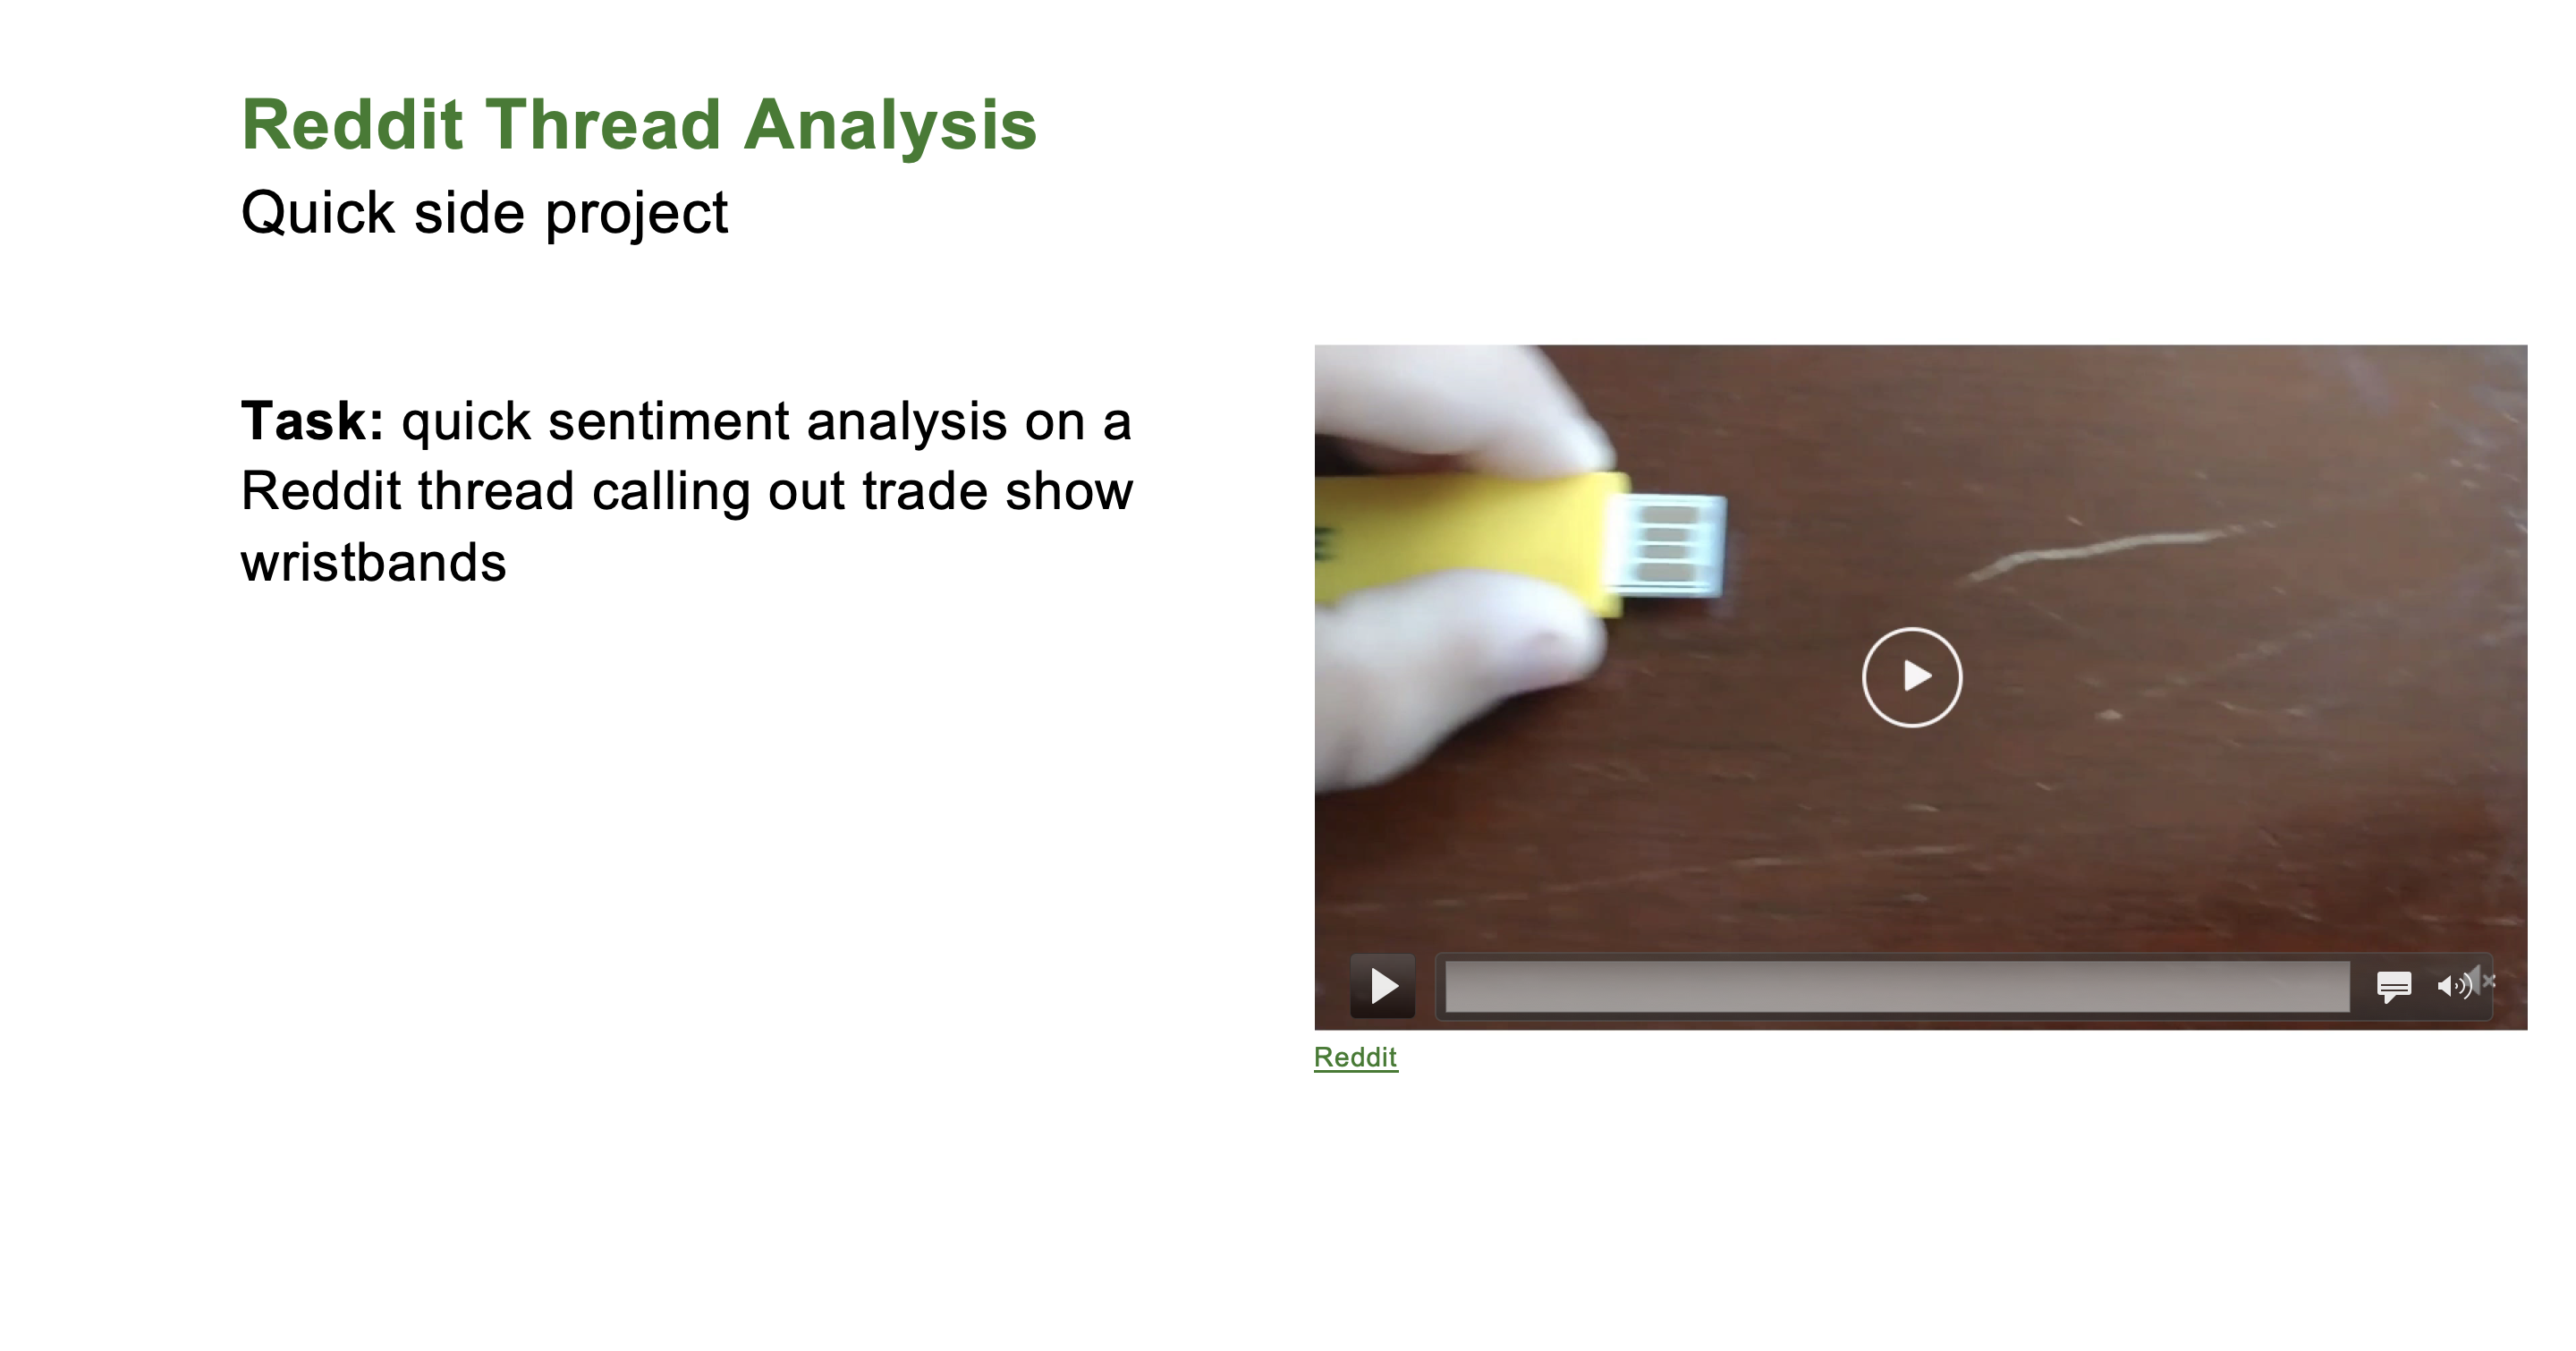 Reddit Thread Analysis
Quick side project
Task: quick sentiment analysis on a
Reddit thread calling out trade show
wristbands
E
Reddit